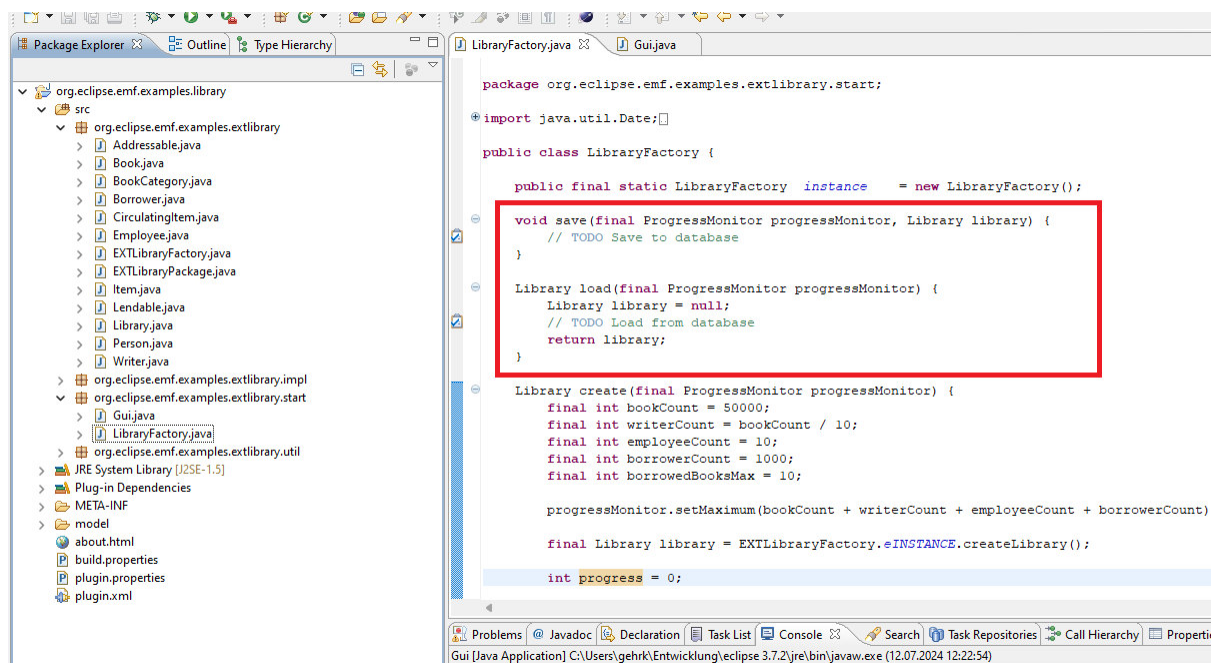 Package Explorer
Outline
Type Hierarchy
org.eclipse.emf.examples.library
src
org.eclipse.emf.examples.extlibrary
Addressable.java
Book.java
BookCategory.java
Borrower.java
CirculatingItem.java
Employee.java
EXTLibraryFactory.java
EXTLibraryPackage.java
Item.java
Lendable.java
Library.java
Person.java
Writer.java
org.eclipse.emf.examples.extlibrary.impl
org.eclipse.emf.examples.extlibrary.start
Gui.java
LibraryFactory.java
org.eclipse.emf.examples.extlibrary.util
JRE System Library [J2SE-1.5]
Plug-in Dependencies
META-INF
model
about.html
build.properties
plugin.properties
plugin.xml
LibraryFactory.java
Gui.java
package org.eclipse.emf.examples.extlibrary.start;
import java.util.Date;
public class LibraryFactory {
public final static LibraryFactory instance = new LibraryFactory();
void save(final ProgressMonitor progressMonitor, Library library) {
// TODO Save to database
}
Library load(final ProgressMonitor progressMonitor) {
Library library = null;
// TODO Load from database
return library;
}
Library create(final ProgressMonitor progressMonitor) {
final int bookCount = 50000;
final int writerCount = bookCount / 10;
final int employeeCount = 10;
final int borrowerCount = 1000;
final int borrowedBooksMax = 10;
progressMonitor.setMaximum(bookCount + writerCount + employeeCount + borrowerCount)
final Library library = EXTLibraryFactory.eINSTANCE.createLibrary();
int progress = 0;
Problems
Javadoc
Declaration
Task List
Console
Search
Task Repositories
Call Hierarchy
Properti
Gui [Java Application] C:\Users\gehrk\Entwicklung\eclipse 3.7.2\jre\bin\javaw.exe (12.07.2024 12:22:54)